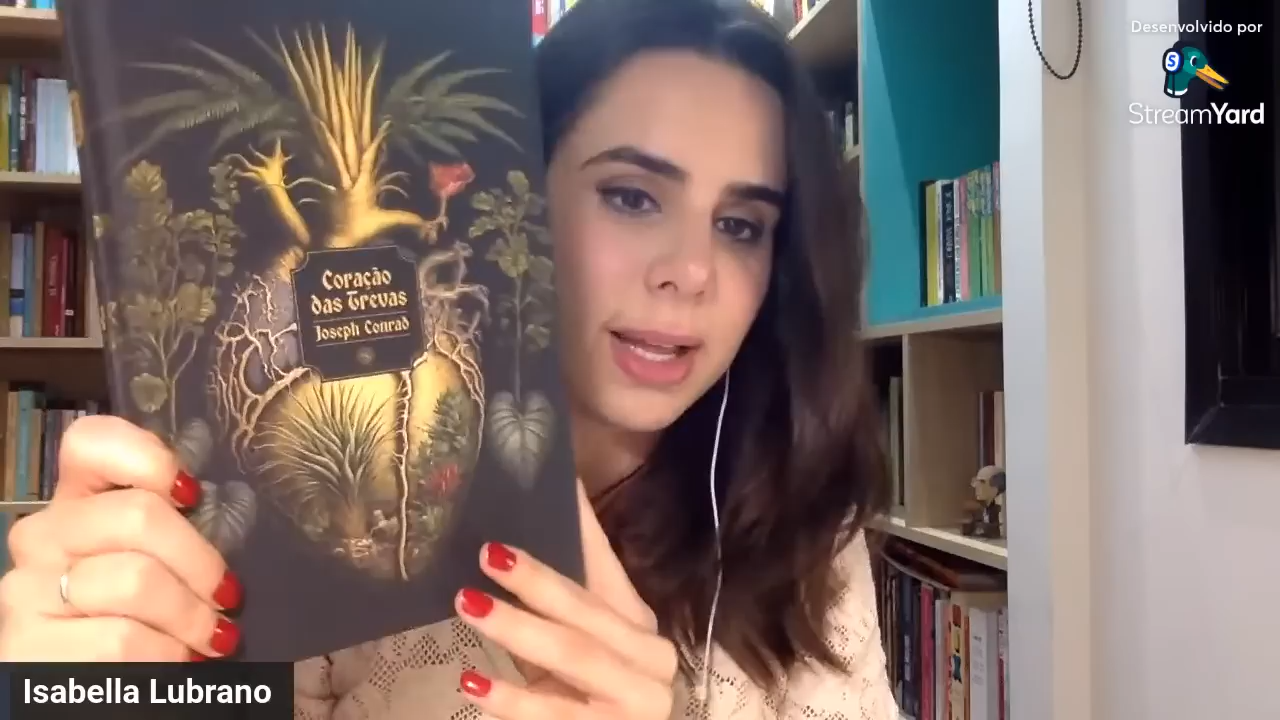 Desenvolvido por
StreamYard
Coração
das Trevas
Joseph Conrad
Isabella Lubrano